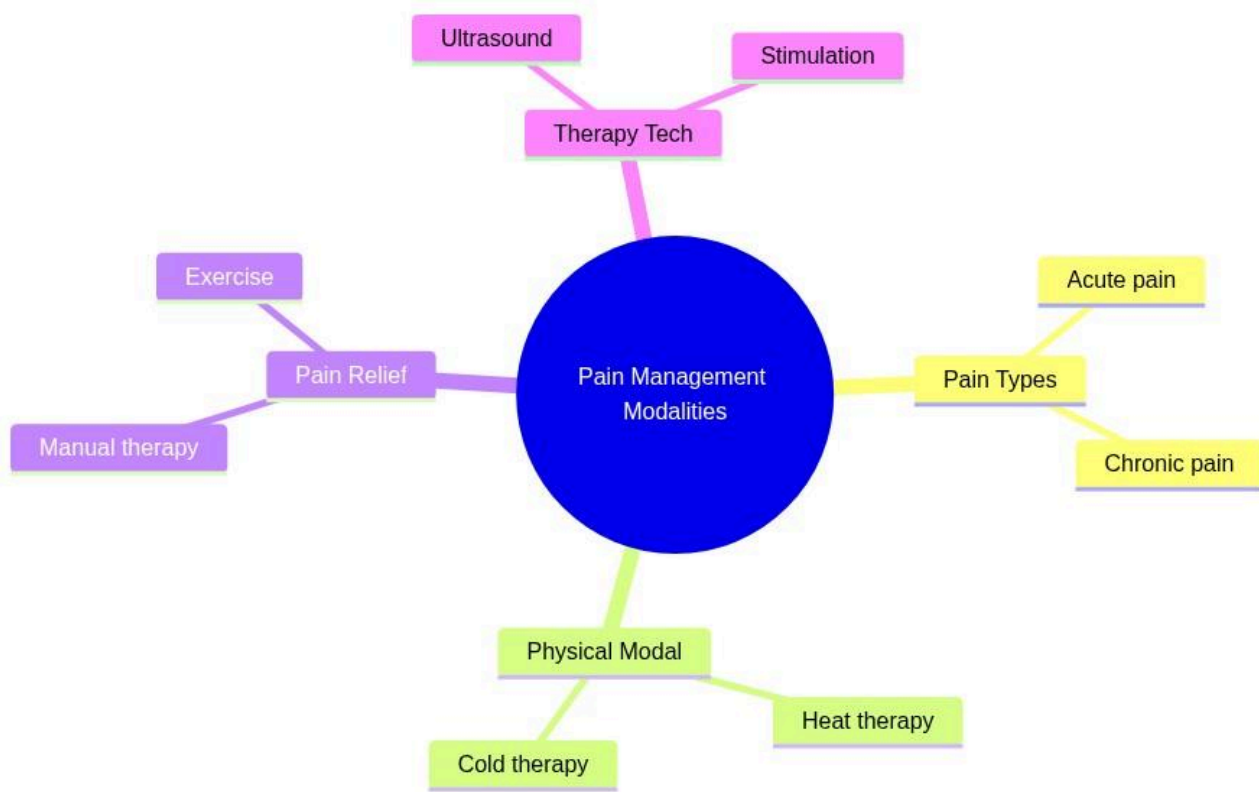 Ultrasound
Stimulation
Therapy Tech
Exercise
Acute pain
Pain Relief
Pain Management
Modalities
Pain Types
Manual therapy
Chronic pain
Physical Modal
Heat therapy
Cold therapy